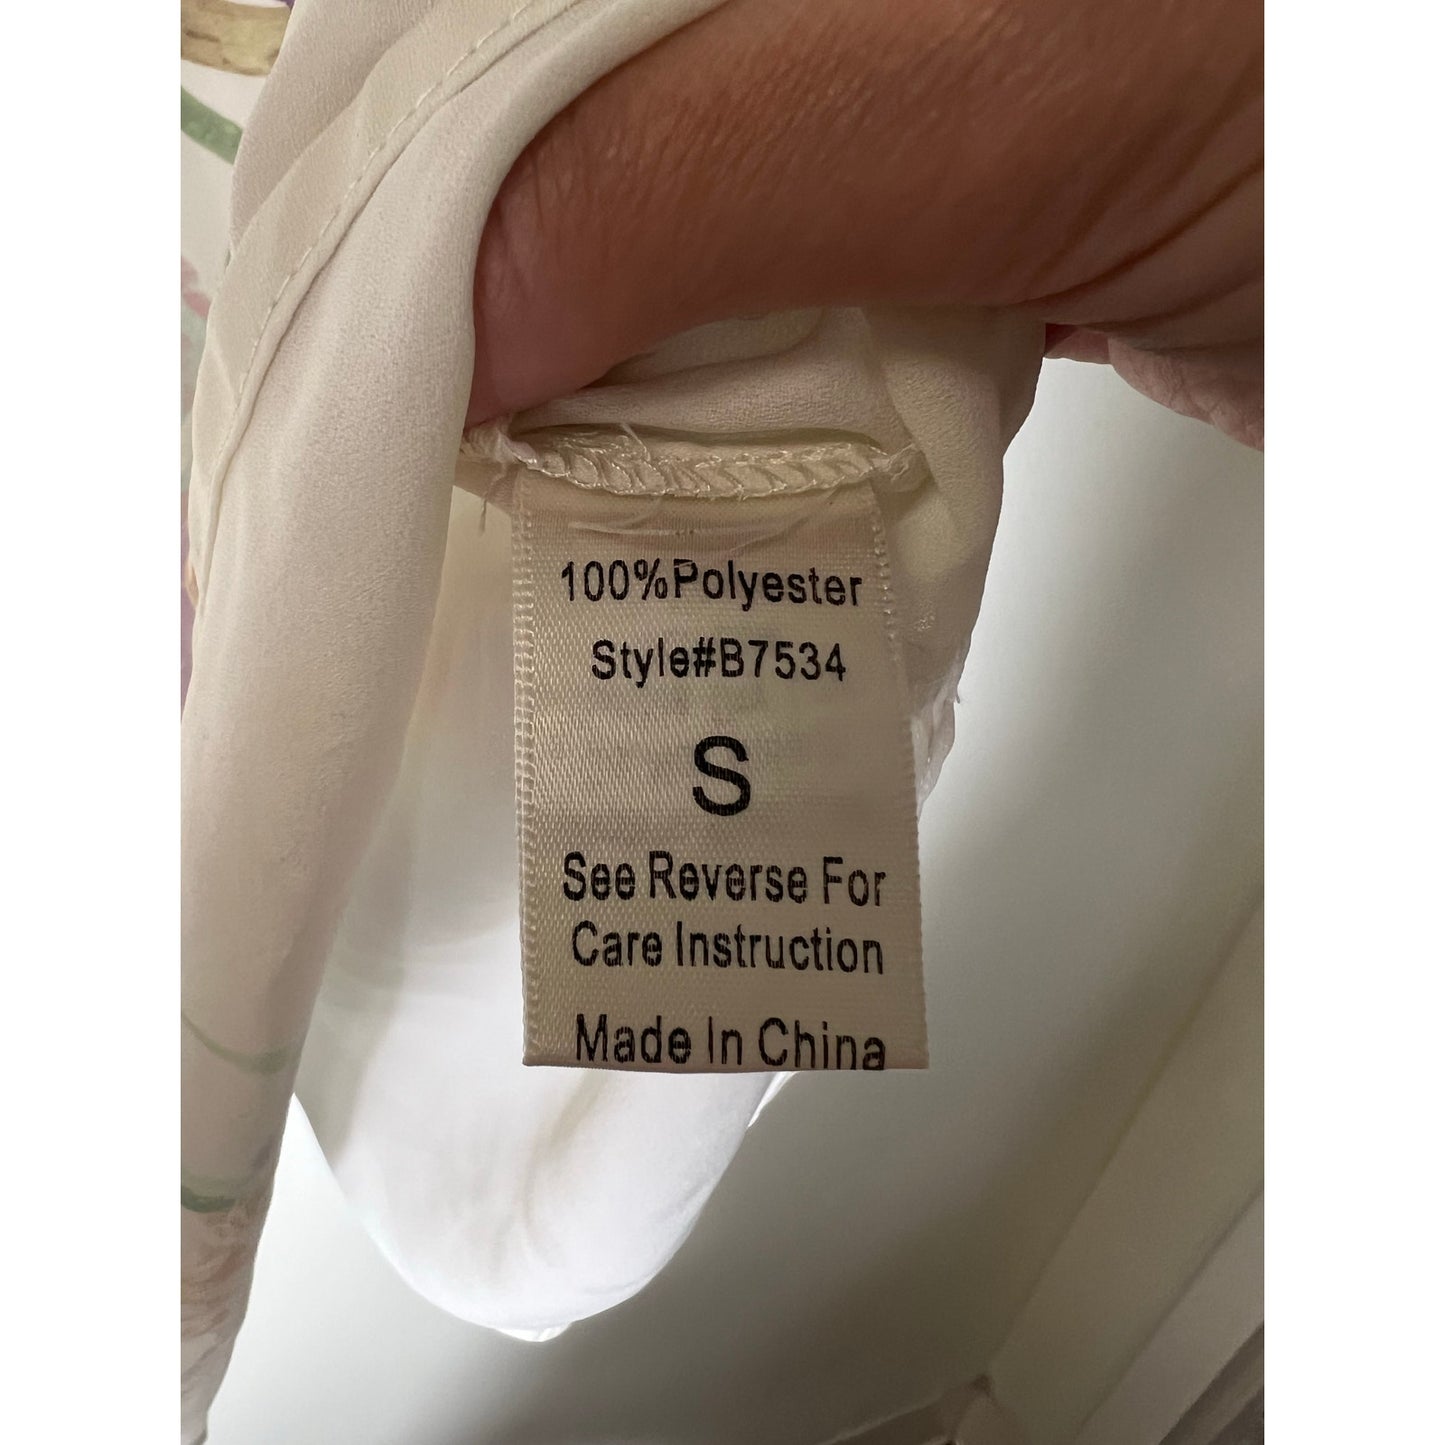 100%Polyester
Style#B7534
S
See Reverse For
Care Instruction
Made In China